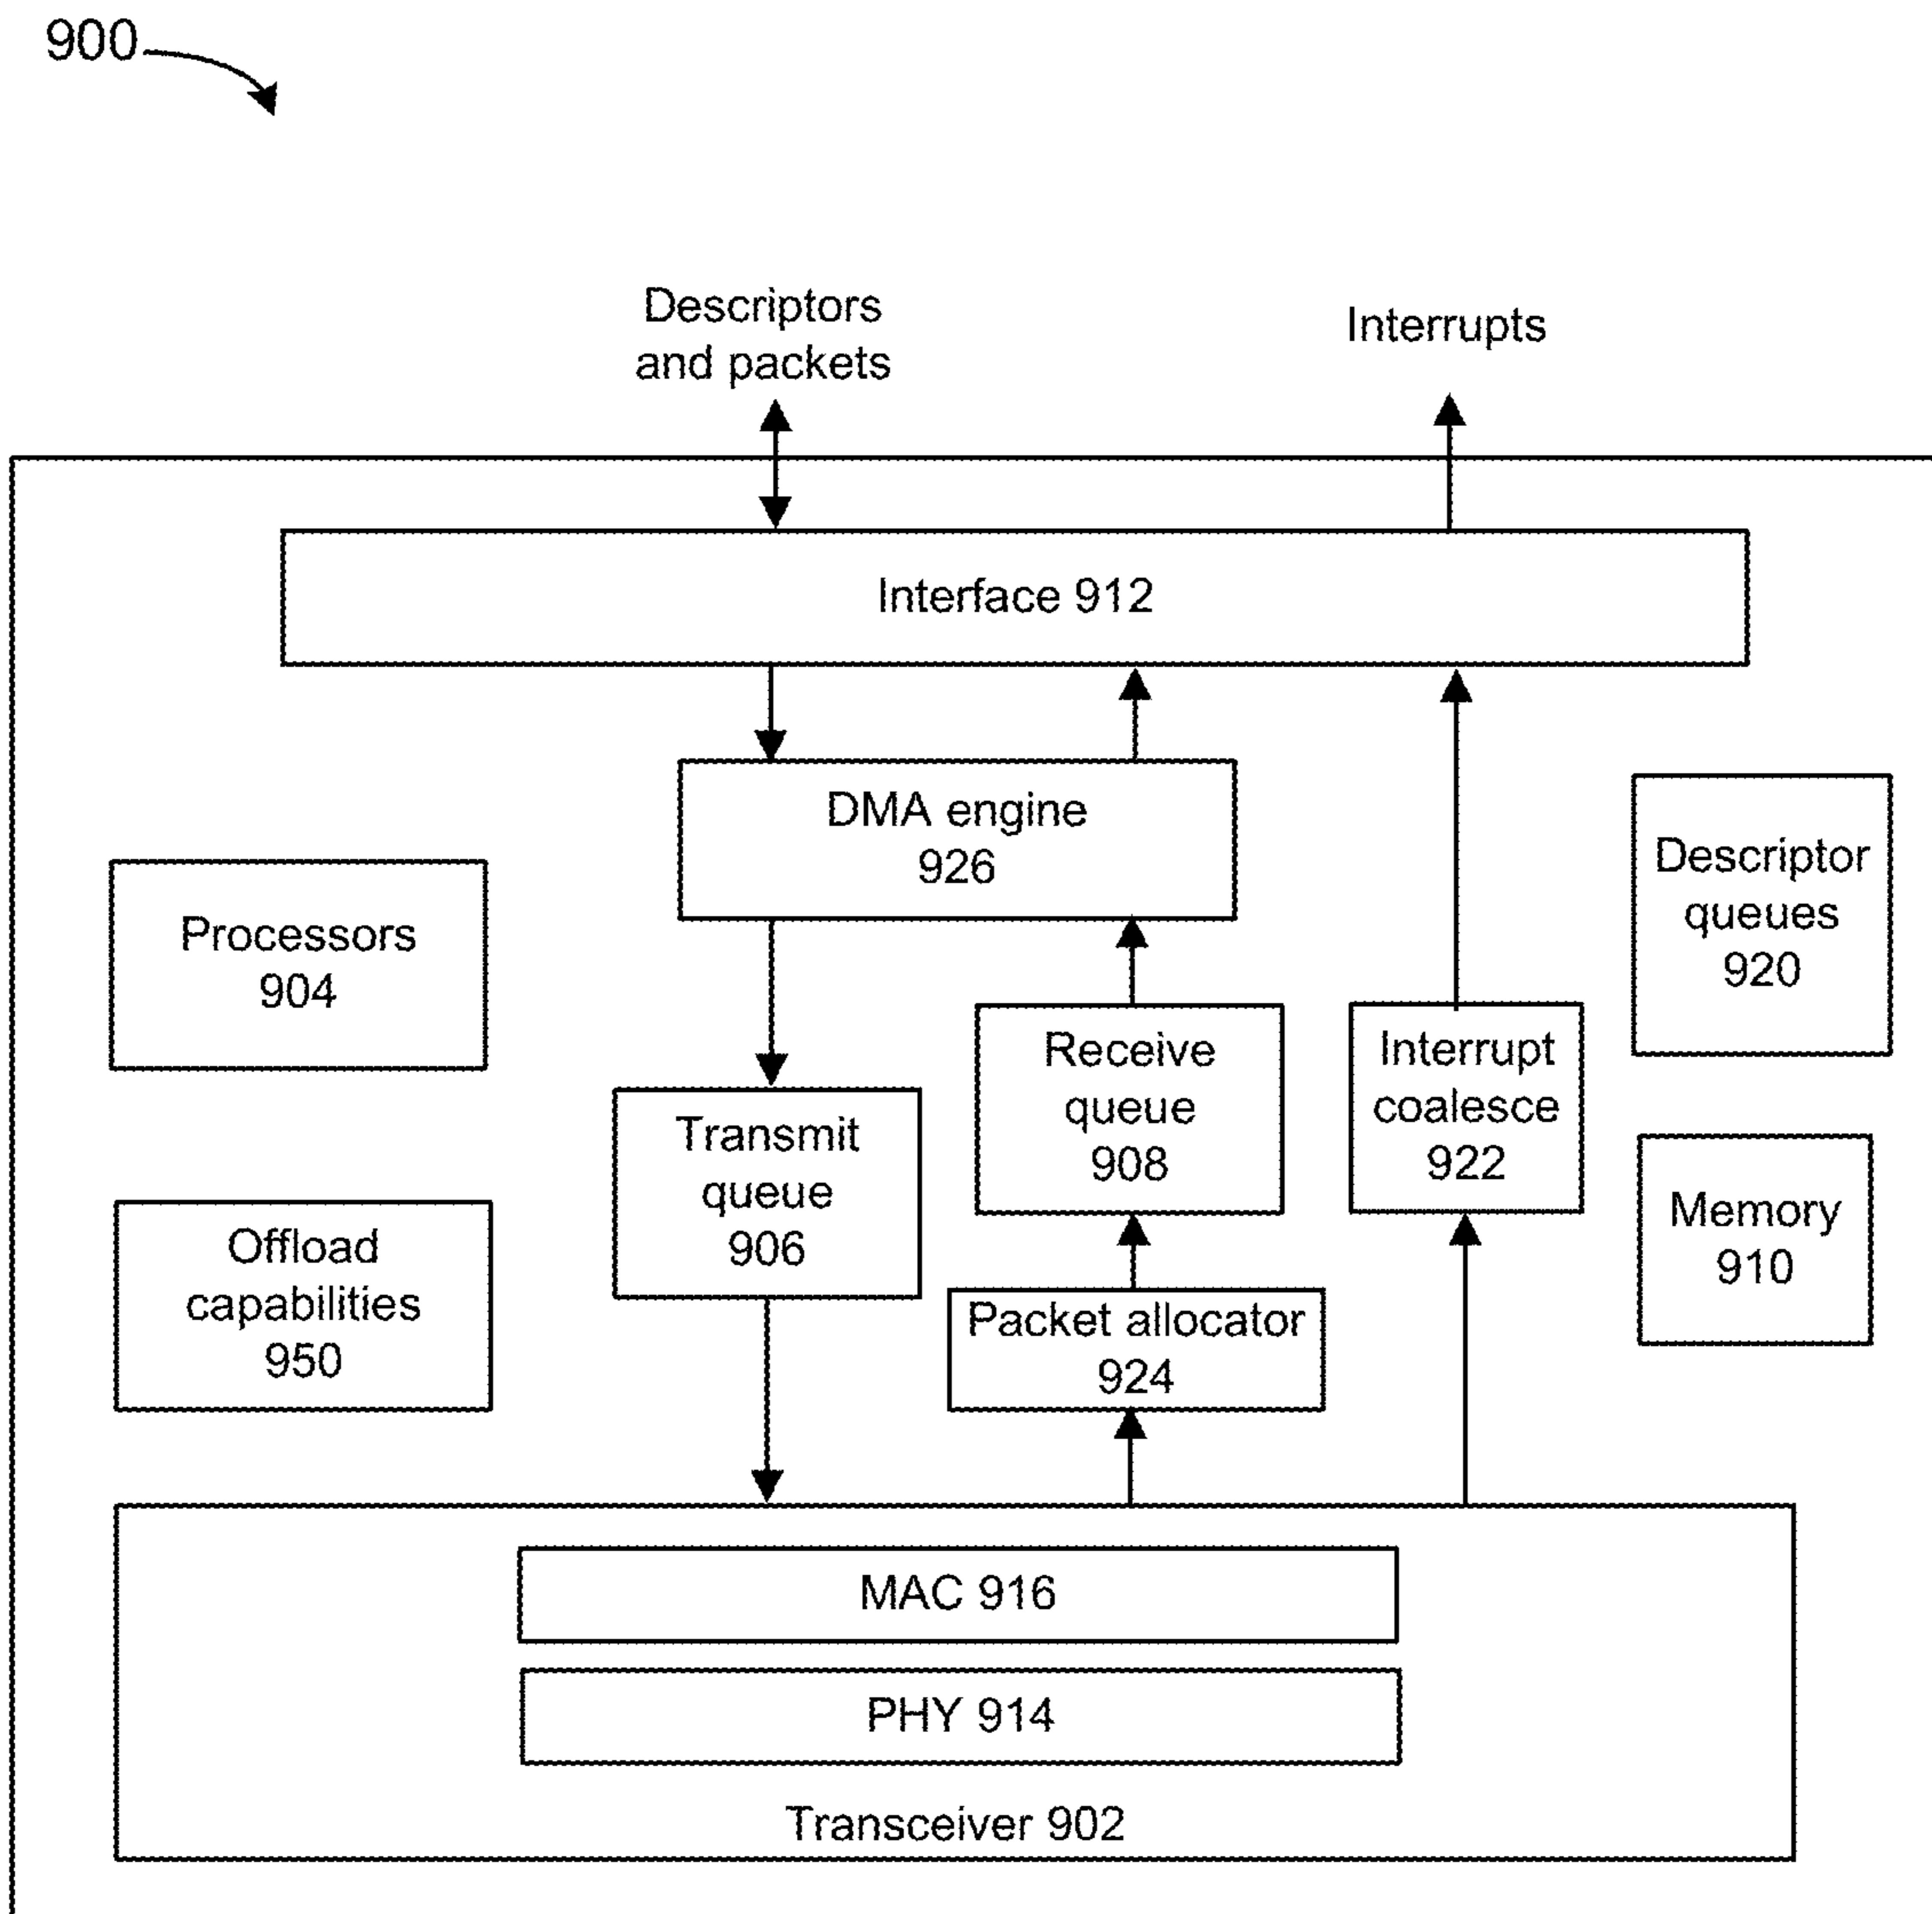 900
Descriptors
and packets
Interrupts
Interface 912
DMA engine
926
Descriptor
queues
920
Processors
904
Receive
queue
908
Interrupt
coalesce
922
Transmit
queue
906
Memory
910
Offload
capabilities
950
Packet allocator
924
MAC 916
PHY 914
Transceiver 902